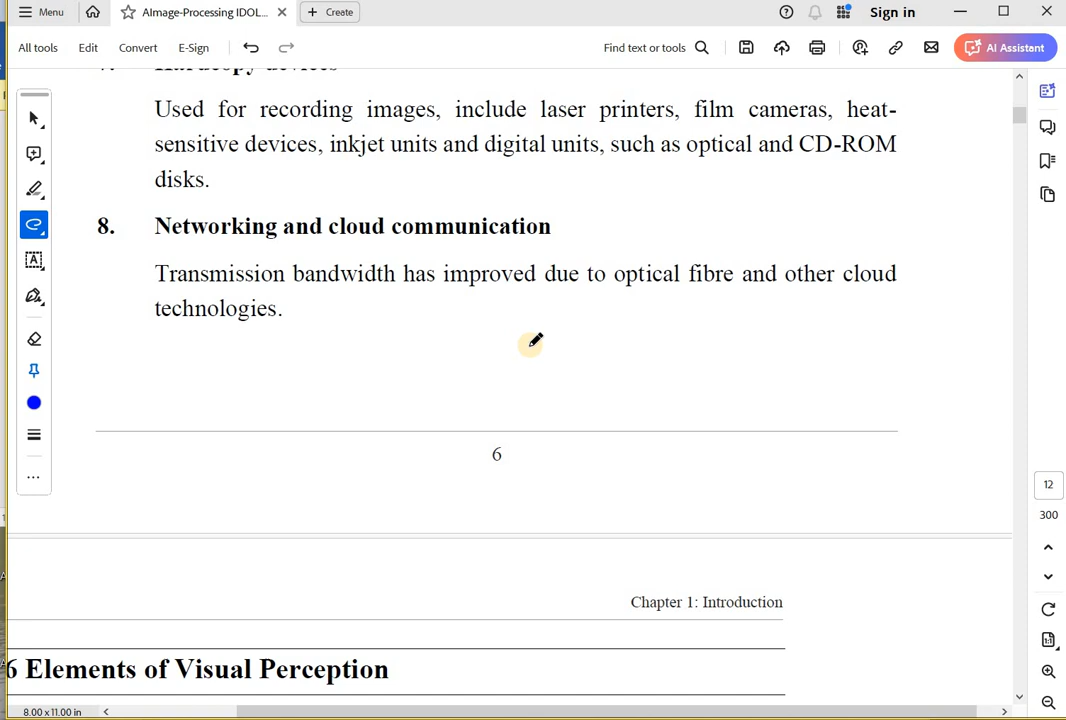 Menu
AImage-Processing IDOL...
Create
Sign in
All tools
Edit
Convert
E-Sign
Find text or tools
AI Assistant
Hardcopy devices
Used for recording images, include laser printers, film cameras, heat-
sensitive devices, inkjet units and digital units, such as optical and CD-ROM
disks.
8. Networking and cloud communication
Transmission bandwidth has improved due to optical fibre and other cloud
technologies.
6
Chapter 1: Introduction
6 Elements of Visual Perception
12
300
8.00 x 11.00 in